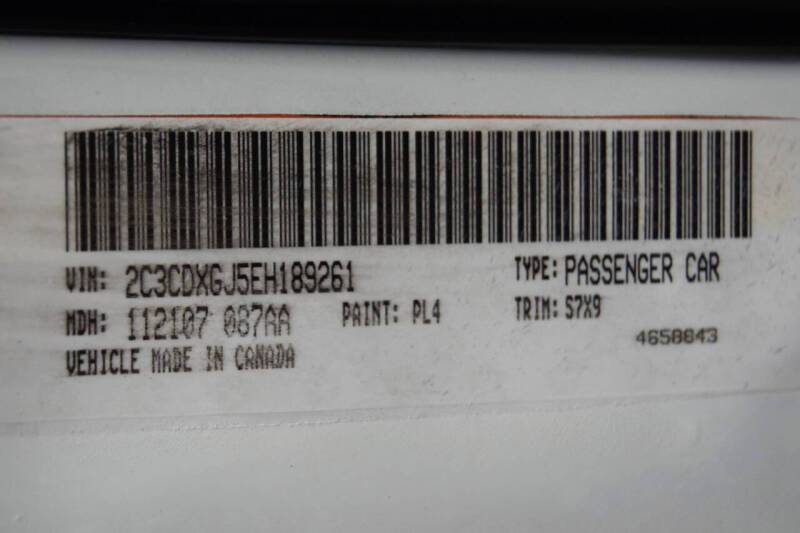 VIN: 2C3CDXGJ5EH189261 TYPE: PASSENGER CAR
MDH: 112107 087AA PAINT: PL4 TRIM: S7X9
VEHICLE MADE IN CANADA 4658843